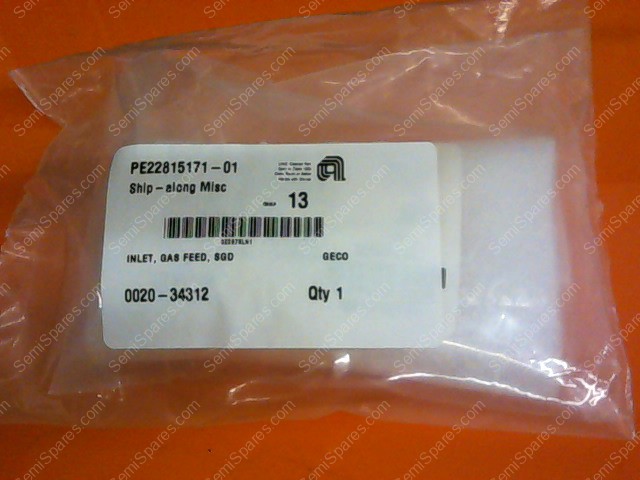 PE22815171-01
Ship-along Misc
13
INLET, GAS FEED, SGD GECO
0020-34312 Qty 1
SemiSpares.com